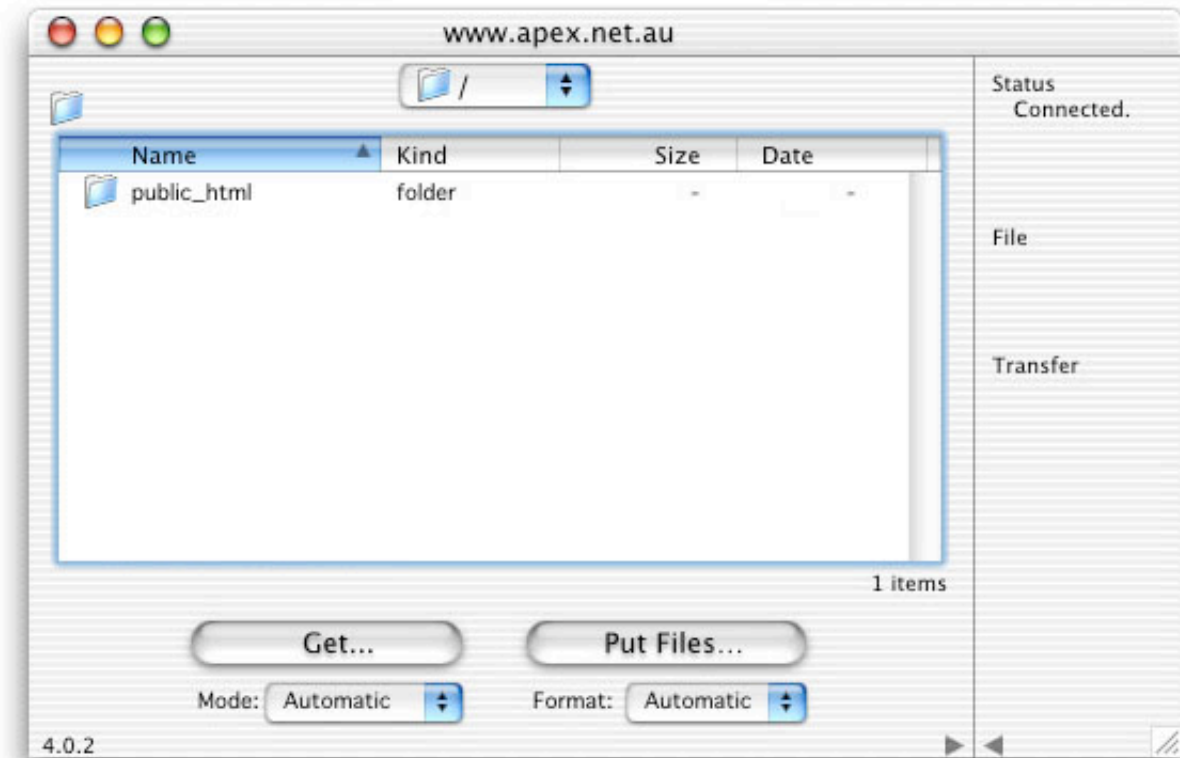 www.apex.net.au
/
Status
Connected.
Name Kind Size Date
public_html folder - -
File
Transfer
1 items
Get... Put Files...
Mode: Automatic Format: Automatic
4.0.2